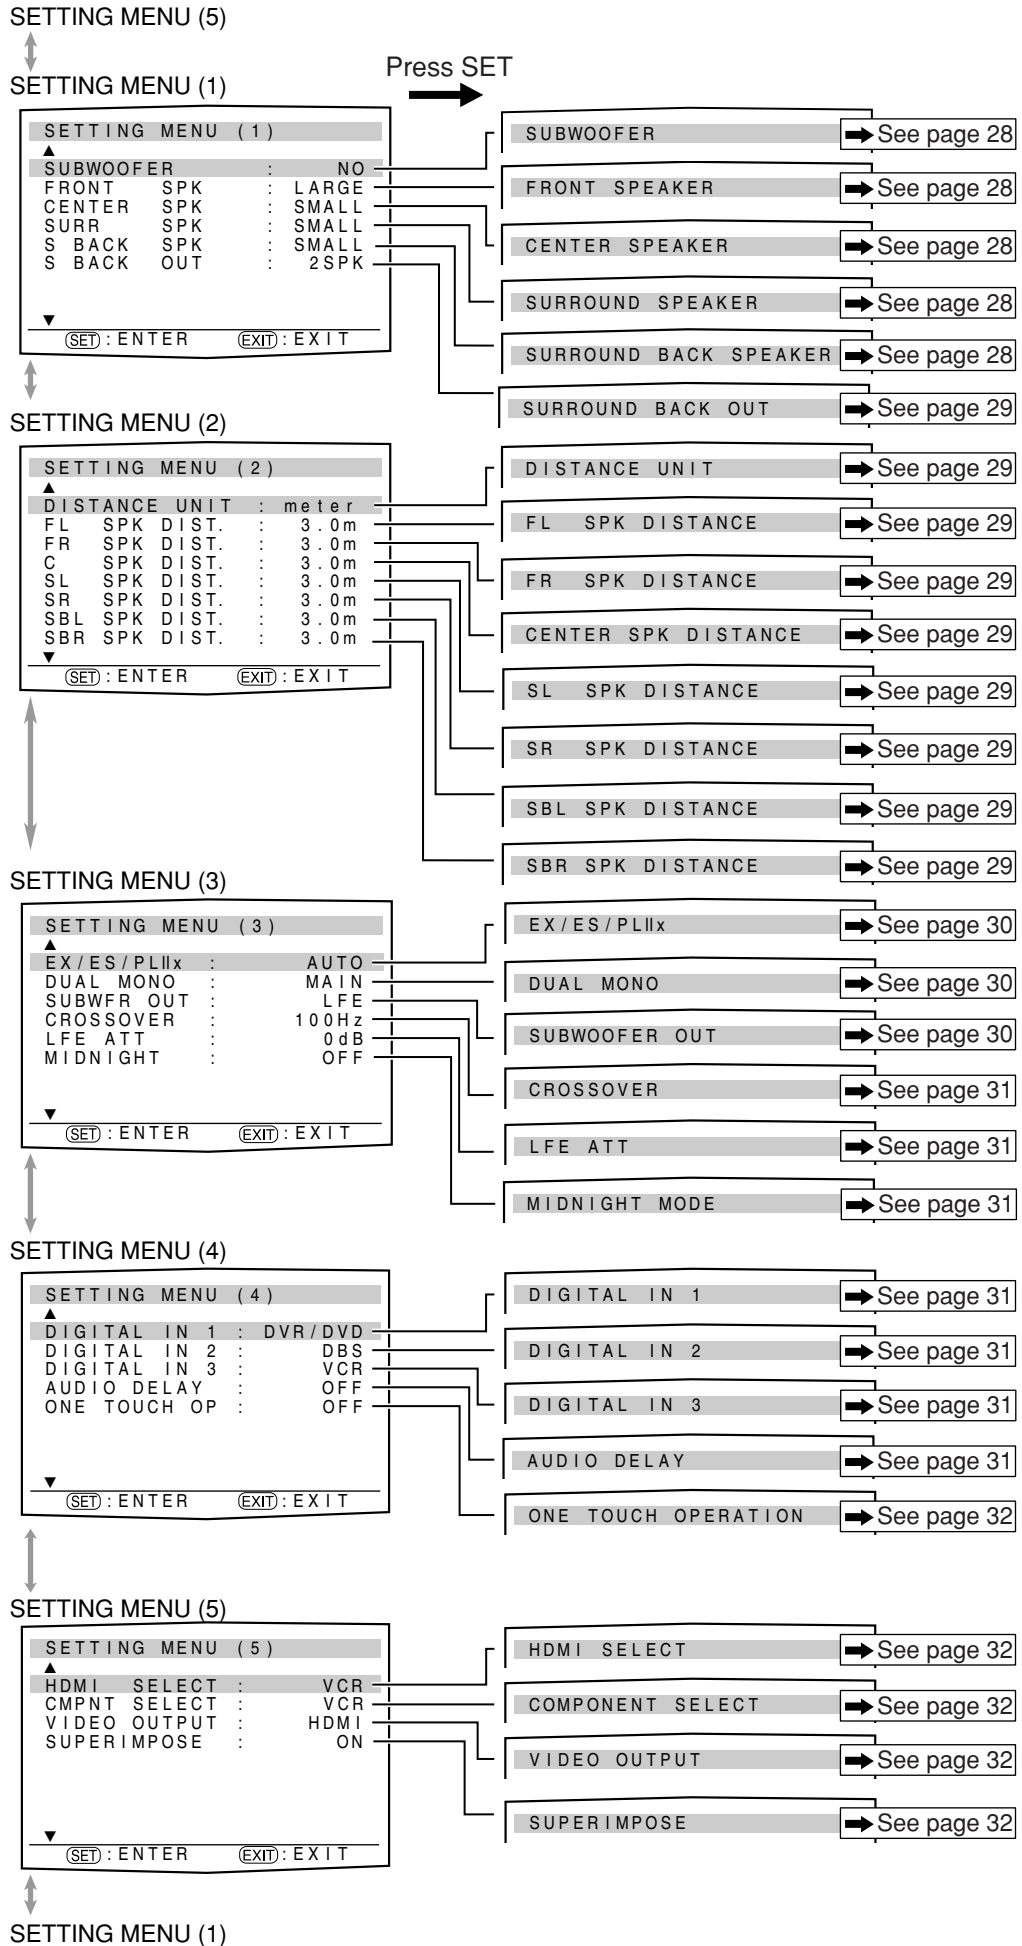 SETTING MENU (5)
Press SET
SETTING MENU (1)
SETTING MENU (1)
▲
SUBWOOFER : NO
FRONT SPK : LARGE
CENTER SPK : SMALL
SURR SPK : SMALL
S BACK SPK : SMALL
S BACK OUT : 2SPK
▼
SET : ENTER EXIT : EXIT
SUBWOOFER See page 28
FRONT SPEAKER See page 28
CENTER SPEAKER See page 28
SURROUND SPEAKER See page 28
SURROUND BACK SPEAKER See page 28
SURROUND BACK OUT See page 29
SETTING MENU (2)
SETTING MENU (2)
▲
DISTANCE UNIT : meter
FL SPK DIST. : 3.0m
FR SPK DIST. : 3.0m
C SPK DIST. : 3.0m
SL SPK DIST. : 3.0m
SR SPK DIST. : 3.0m
SBL SPK DIST. : 3.0m
SBR SPK DIST. : 3.0m
▼
SET : ENTER EXIT : EXIT
DISTANCE UNIT See page 29
FL SPK DISTANCE See page 29
FR SPK DISTANCE See page 29
CENTER SPK DISTANCE See page 29
SL SPK DISTANCE See page 29
SR SPK DISTANCE See page 29
SBL SPK DISTANCE See page 29
SBR SPK DISTANCE See page 29
SETTING MENU (3)
SETTING MENU (3)
▲
EX/ES/PLIIx : AUTO
DUAL MONO : MAIN
SUBWFR OUT : LFE
CROSSOVER : 100Hz
LFE ATT : 0dB
MIDNIGHT : OFF
▼
SET : ENTER EXIT : EXIT
EX/ES/PLIIx See page 30
DUAL MONO See page 30
SUBWOOFER OUT See page 30
CROSSOVER See page 31
LFE ATT See page 31
MIDNIGHT MODE See page 31
SETTING MENU (4)
SETTING MENU (4)
▲
DIGITAL IN 1 : DVR/DVD
DIGITAL IN 2 : DBS
DIGITAL IN 3 : VCR
AUDIO DELAY : OFF
ONE TOUCH OP : OFF
▼
SET : ENTER EXIT : EXIT
DIGITAL IN 1 See page 31
DIGITAL IN 2 See page 31
DIGITAL IN 3 See page 31
AUDIO DELAY See page 31
ONE TOUCH OPERATION See page 32
SETTING MENU (5)
SETTING MENU (5)
▲
HDMI SELECT : VCR
CMPNT SELECT : VCR
VIDEO OUTPUT : HDMI
SUPERIMPOSE : ON
▼
SET : ENTER EXIT : EXIT
HDMI SELECT See page 32
COMPONENT SELECT See page 32
VIDEO OUTPUT See page 32
SUPERIMPOSE See page 32
SETTING MENU (1)